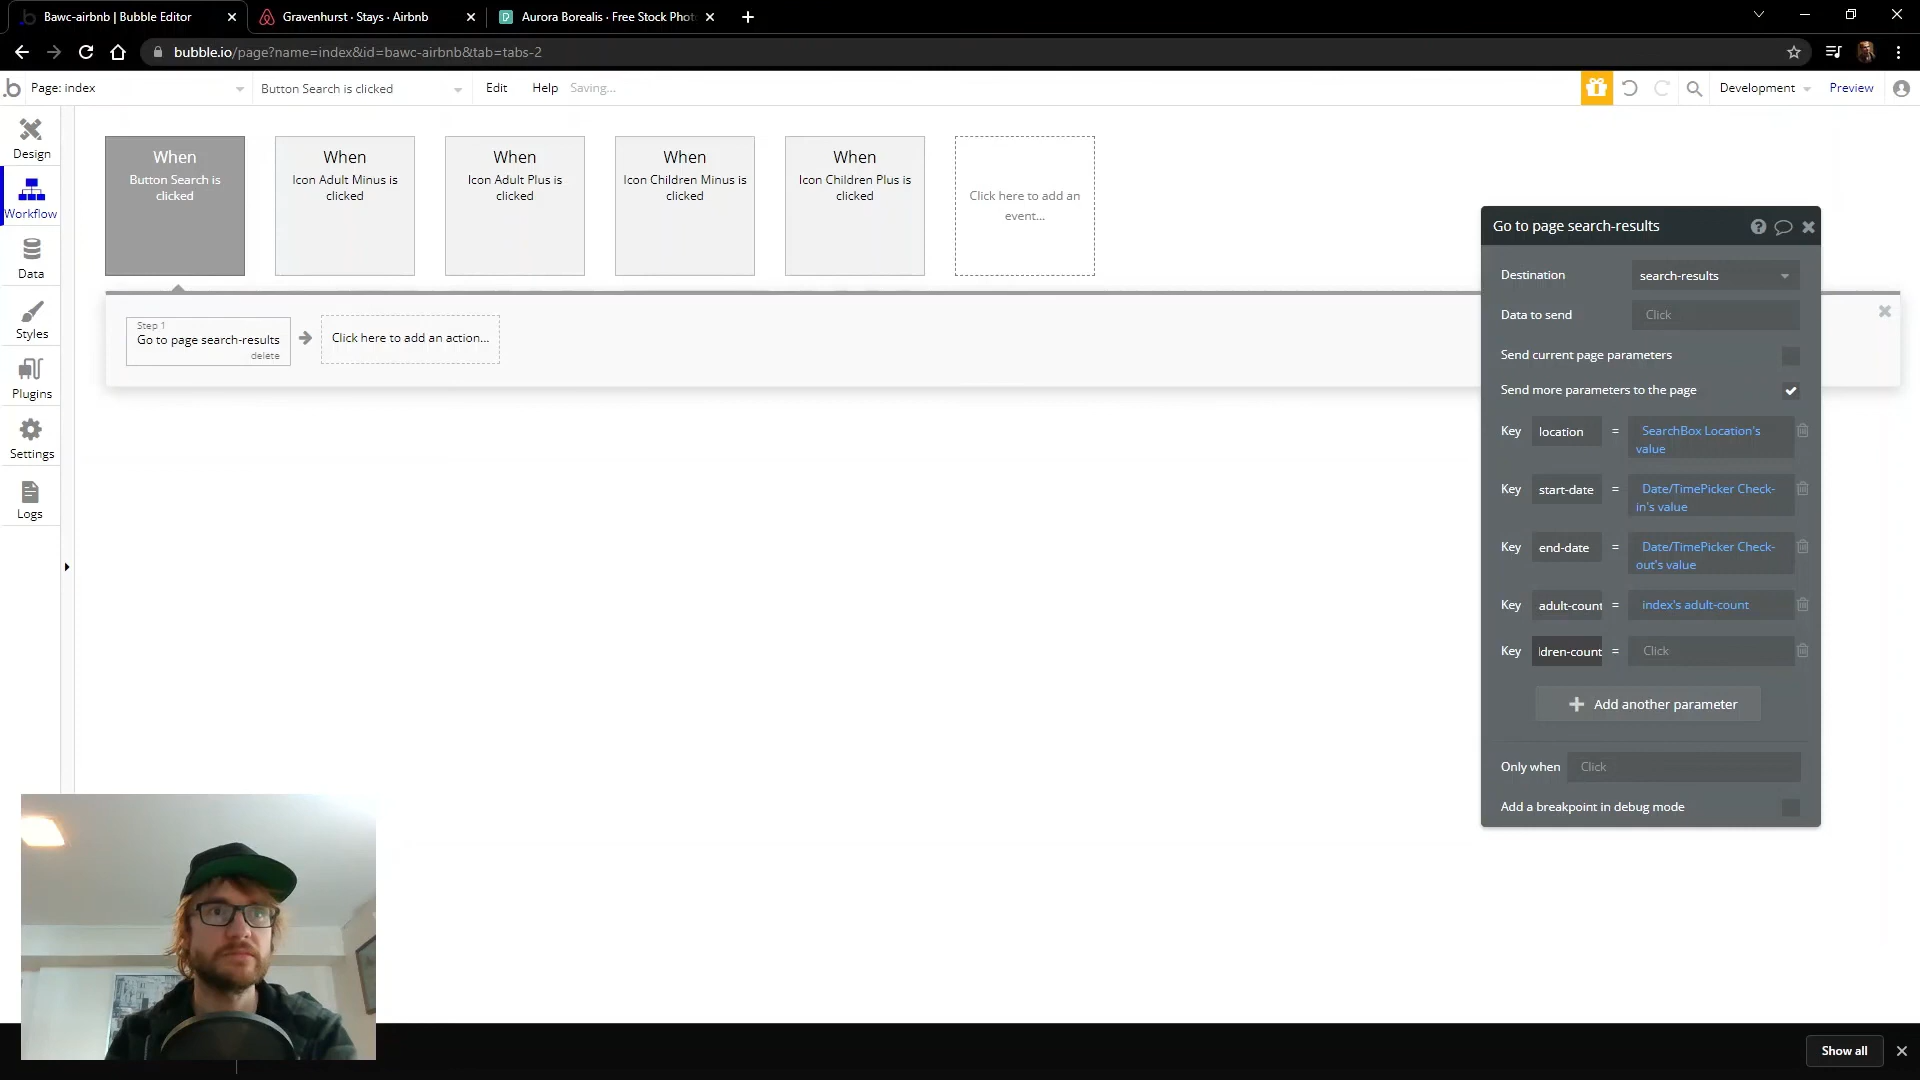 Bawc-airbnb | Bubble Editor
Gravenhurst · Stays · Airbnb
Aurora Borealis · Free Stock Phot
bubble.io/page?name=index&id=bawc-airbnb&tab=tabs-2
Page: index
Button Search is clicked
Edit
Help
Saving...
Development
Preview
Design
Workflow
Data
Styles
Plugins
Settings
Logs
When
Button Search is
clicked
When
Icon Adult Minus is
clicked
When
Icon Adult Plus is
clicked
When
Icon Children Minus is
clicked
When
Icon Children Plus is
clicked
Click here to add an
event...
Step 1
Go to page search-results
delete
Click here to add an action...
Go to page search-results
Destination
search-results
Data to send
Click
Send current page parameters
Send more parameters to the page
Key
location
=
SearchBox Location's
value
Key
start-date
=
Date/TimePicker Check-
in's value
Key
end-date
=
Date/TimePicker Check-
out's value
Key
adult-count
=
index's adult-count
Key
ldren-count
=
Click
Add another parameter
Only when
Click
Add a breakpoint in debug mode
Show all